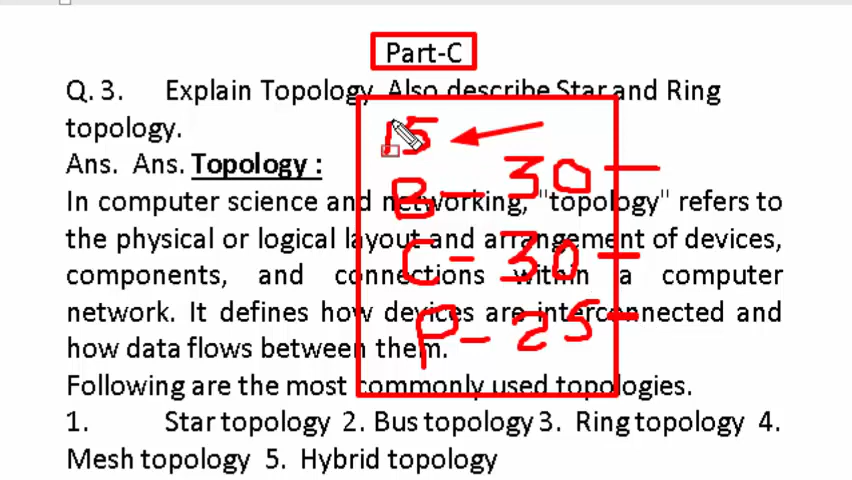 Part-C
Q. 3. Explain Topology. Also describe Star and Ring
topology.
15
Ans. Ans. Topology :
B - 30 -
In computer science and networking, "topology" refers to
the physical or logical layout and arrangement of devices,
C - 30 -
components, and connections within a computer
network. It defines how devices are interconnected and
P - 25 -
how data flows between them.
Following are the most commonly used topologies.
1. Star topology 2. Bus topology 3. Ring topology 4.
Mesh topology 5. Hybrid topology